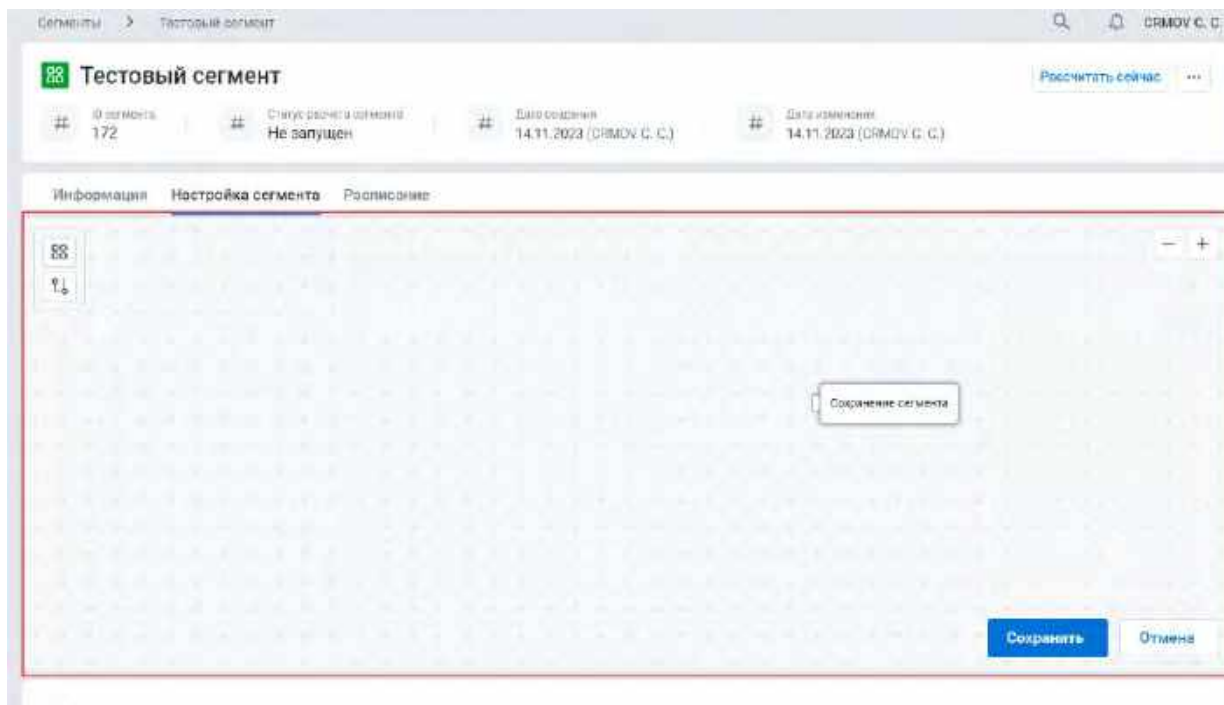 Сегменты > Тестовый сегмент
CRMOV С. С
Тестовый сегмент
Рассчитать сейчас ...
# ID сегмента
172
# Статус расчета сегмента
Не запущен
# Дата создания
14.11.2023 (CRMOV С. С.)
# Дата изменения
14.11.2023 (CRMOV С. С.)
Информация Настройка сегмента Расписание
− +
Сохранение сегмента
Сохранить Отмена